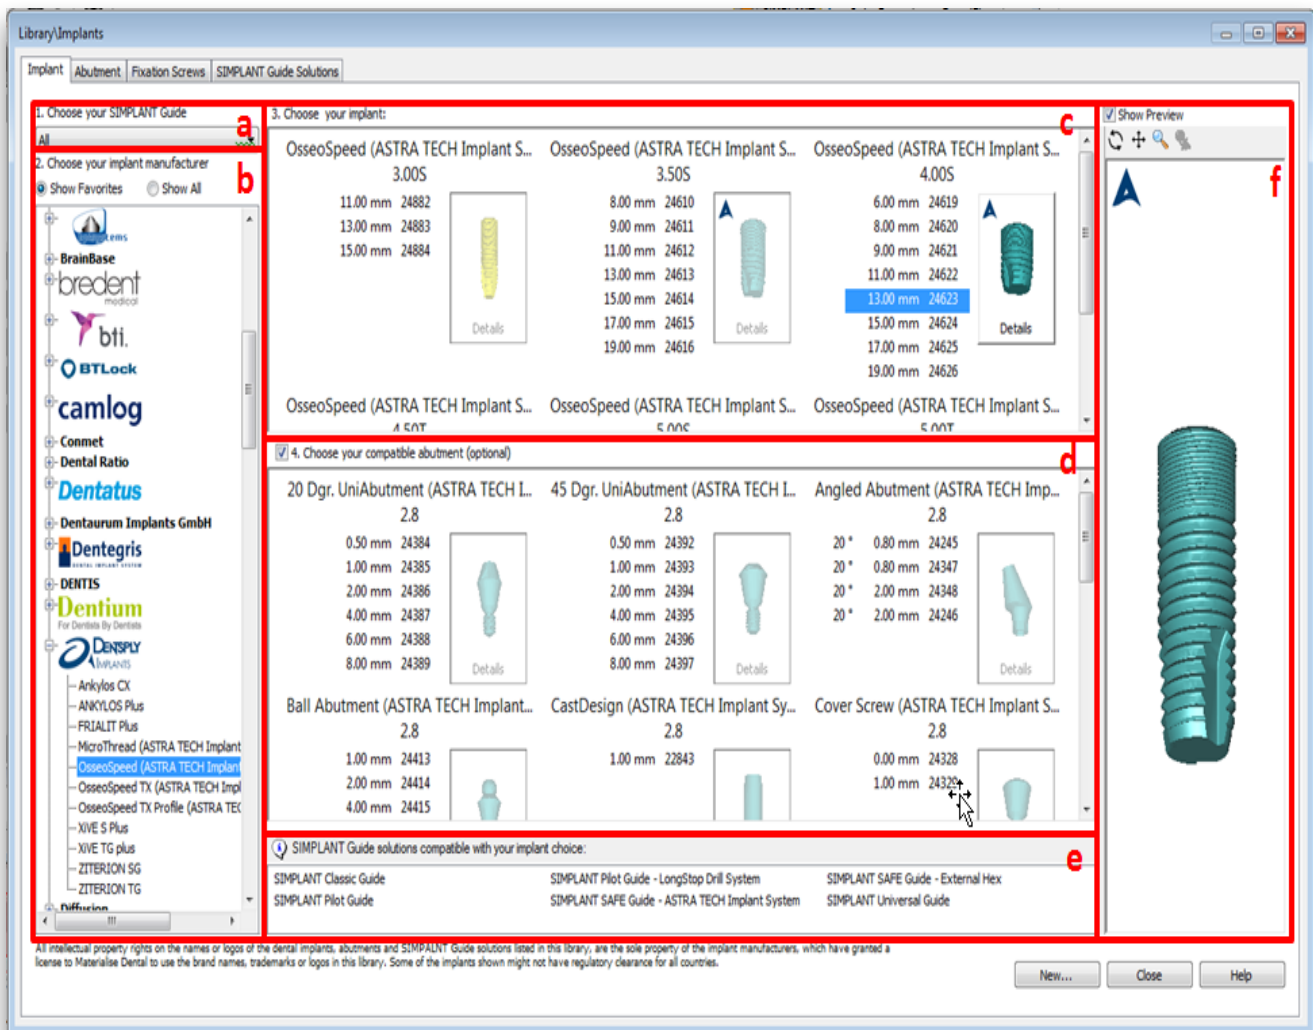 Library\Implants
Implant
Abutment
Fixation Screws
SIMPLANT Guide Solutions
1. Choose your SIMPLANT Guide
a
All
2. Choose your implant manufacturer
b
Show Favorites
Show All
BrainBase
bredent
medical
bti.
BTLock
camlog
Conmet
Dental Ratio
Dentatus
Dentaurum Implants GmbH
Dentegris
DENTAL IMPLANT SYSTEM
DENTIS
Dentium
For Dentists By Dentists
DENTSPLY
IMPLANTS
Ankylos CX
ANKYLOS Plus
FRIALIT Plus
MicroThread (ASTRA TECH Implant
OsseoSpeed (ASTRA TECH Implant
OsseoSpeed TX (ASTRA TECH Impl
OsseoSpeed TX Profile (ASTRA TEC
XiVE S Plus
XiVE TG plus
ZITERION SG
ZITERION TG
Diffusion
3. Choose your implant:
c
OsseoSpeed (ASTRA TECH Implant S...
3.00S
11.00 mm 24882
13.00 mm 24883
15.00 mm 24884
Details
OsseoSpeed (ASTRA TECH Implant S...
3.50S
8.00 mm 24610
9.00 mm 24611
11.00 mm 24612
13.00 mm 24613
15.00 mm 24614
17.00 mm 24615
19.00 mm 24616
Details
OsseoSpeed (ASTRA TECH Implant S...
4.00S
6.00 mm 24619
8.00 mm 24620
9.00 mm 24621
11.00 mm 24622
13.00 mm 24623
15.00 mm 24624
17.00 mm 24625
19.00 mm 24626
Details
OsseoSpeed (ASTRA TECH Implant S...
4.50T
OsseoSpeed (ASTRA TECH Implant S...
5.00S
OsseoSpeed (ASTRA TECH Implant S...
5.00T
4. Choose your compatible abutment (optional)
d
20 Dgr. UniAbutment (ASTRA TECH I...
2.8
0.50 mm 24384
1.00 mm 24385
2.00 mm 24386
4.00 mm 24387
6.00 mm 24388
8.00 mm 24389
Details
45 Dgr. UniAbutment (ASTRA TECH I...
2.8
0.50 mm 24392
1.00 mm 24393
2.00 mm 24394
4.00 mm 24395
6.00 mm 24396
8.00 mm 24397
Details
Angled Abutment (ASTRA TECH Imp...
2.8
20 ° 0.80 mm 24245
20 ° 0.80 mm 24347
20 ° 2.00 mm 24348
20 ° 2.00 mm 24246
Details
Ball Abutment (ASTRA TECH Implant...
2.8
1.00 mm 24413
2.00 mm 24414
4.00 mm 24415
CastDesign (ASTRA TECH Implant Sy...
2.8
1.00 mm 22843
Cover Screw (ASTRA TECH Implant S...
2.8
0.00 mm 24328
1.00 mm 24329
SIMPLANT Guide solutions compatible with your implant choice:
e
SIMPLANT Classic Guide
SIMPLANT Pilot Guide - LongStop Drill System
SIMPLANT SAFE Guide - External Hex
SIMPLANT Pilot Guide
SIMPLANT SAFE Guide - ASTRA TECH Implant System
SIMPLANT Universal Guide
Show Preview
f
All intellectual property rights on the names or logos of the dental implants, abutments and SIMPALNT Guide solutions listed in this library, are the sole property of the implant manufacturers, which have granted a
license to Materialise Dental to use the brand names, trademarks or logos in this library. Some of the implants shown might not have regulatory clearance for all countries.
New...
Close
Help